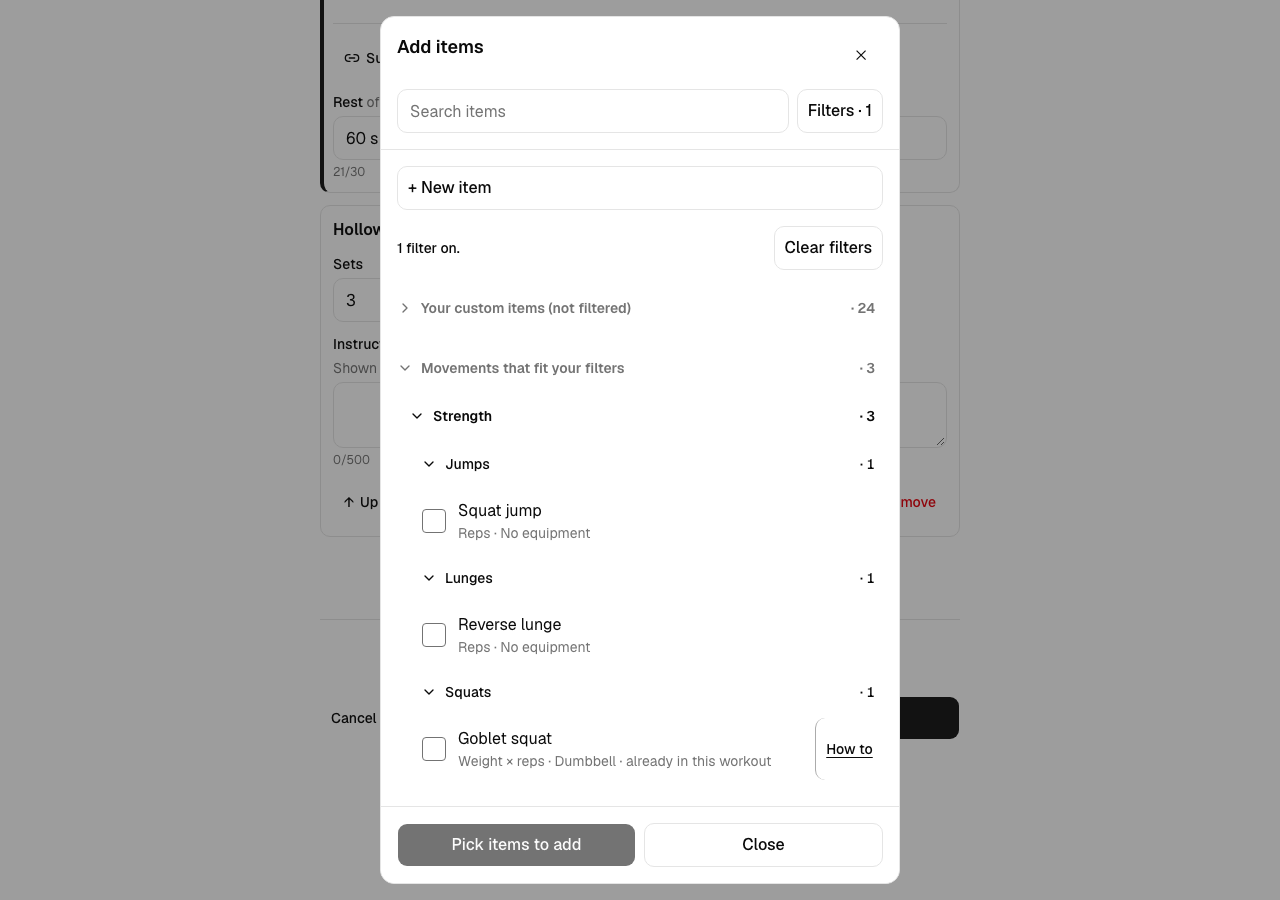 Add items
Search items
Filters · 1
+ New item
1 filter on.
Clear filters
Your custom items (not filtered) · 24
Movements that fit your filters · 3
Strength · 3
Jumps · 1
Squat jump
Reps · No equipment
Lunges · 1
Reverse lunge
Reps · No equipment
Squats · 1
Goblet squat
Weight × reps · Dumbbell · already in this workout
How to
Pick items to add
Close
Rest
60 s
21/30
Sets
3
Shown
0/500
↑ Up
Cancel